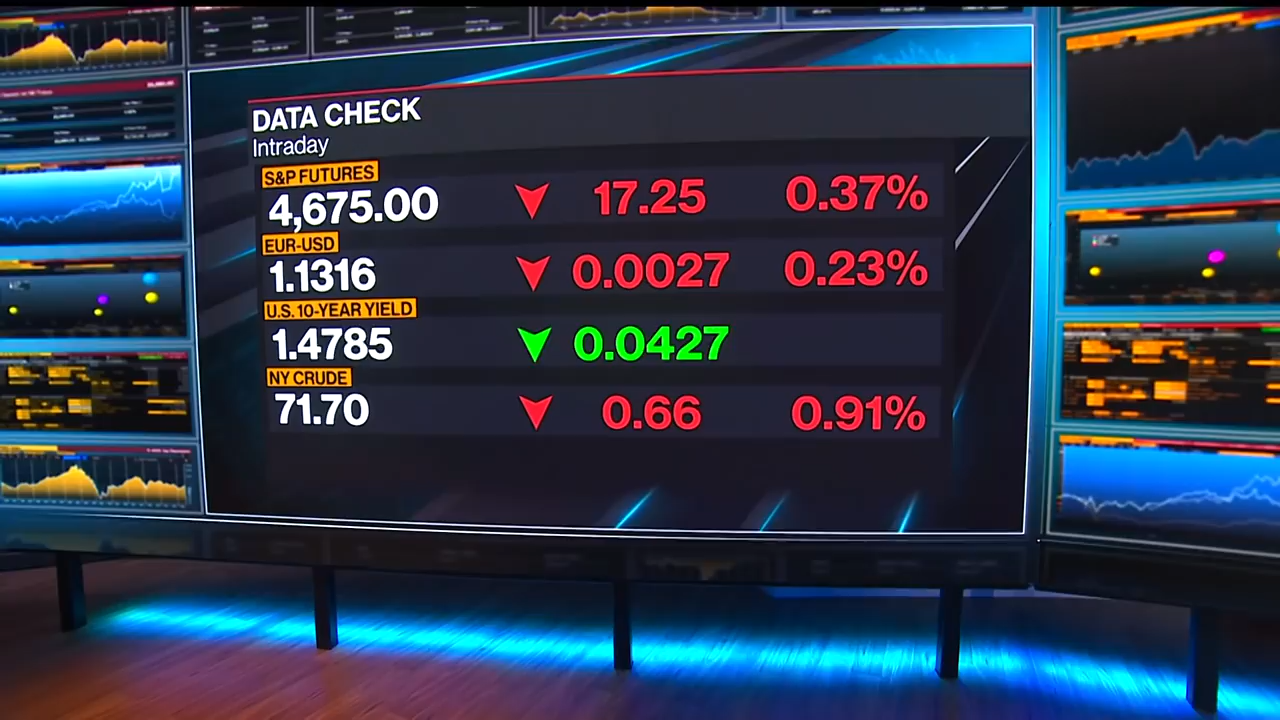 DATA CHECK
Intraday
S&P FUTURES
4,675.00 ▼ 17.25 0.37%
EUR-USD
1.1316 ▼ 0.0027 0.23%
U.S. 10-YEAR YIELD
1.4785 ▼ 0.0427
NY CRUDE
71.70 ▼ 0.66 0.91%